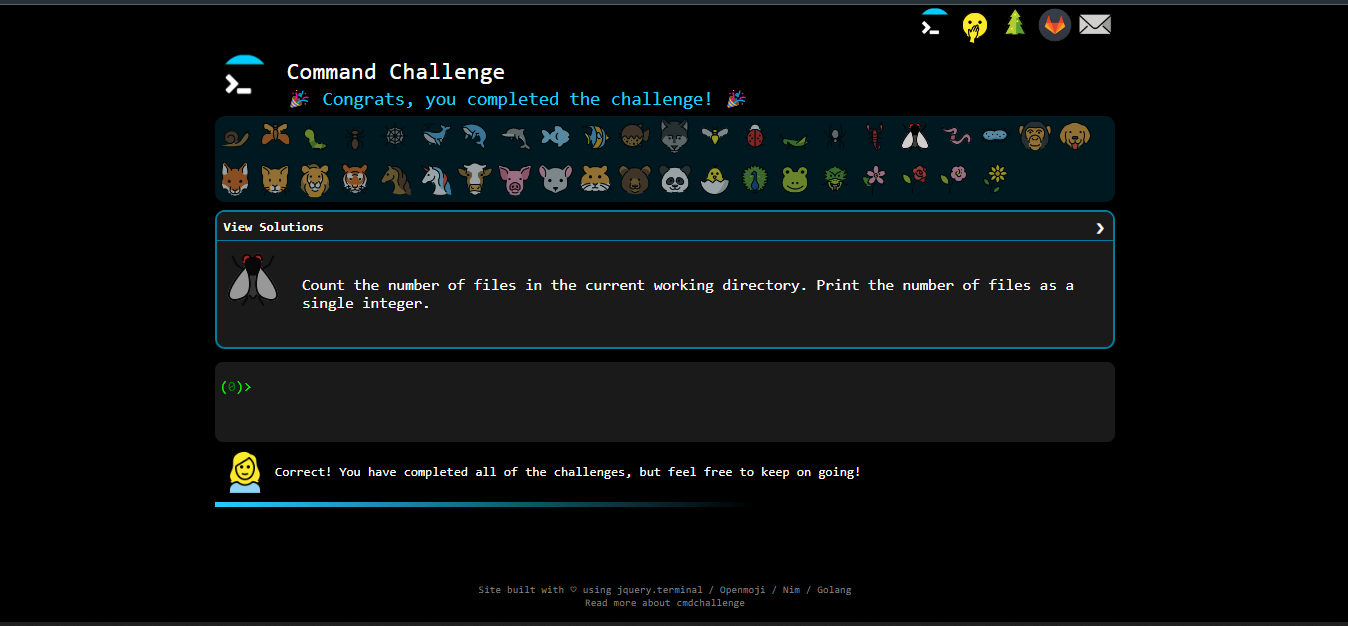 Command Challenge
🎉 Congrats, you completed the challenge! 🎉
View Solutions ❯
Count the number of files in the current working directory. Print the number of files as a
single integer.
(0)>
Correct! You have completed all of the challenges, but feel free to keep on going!
Site built with ♡ using jquery.terminal / Openmoji / Nim / Golang
Read more about cmdchallenge